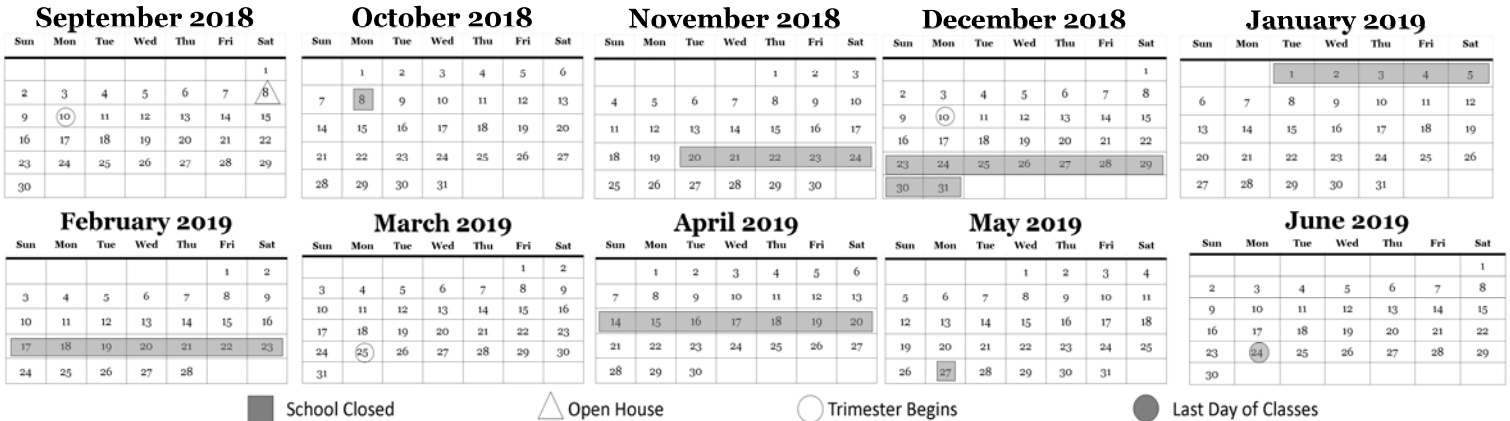 September 2018
Sun Mon Tue Wed Thu Fri Sat
1
2 3 4 5 6 7 8
9 10 11 12 13 14 15
16 17 18 19 20 21 22
23 24 25 26 27 28 29
30
October 2018
Sun Mon Tue Wed Thu Fri Sat
1 2 3 4 5 6
7 8 9 10 11 12 13
14 15 16 17 18 19 20
21 22 23 24 25 26 27
28 29 30 31
November 2018
Sun Mon Tue Wed Thu Fri Sat
1 2 3
4 5 6 7 8 9 10
11 12 13 14 15 16 17
18 19 20 21 22 23 24
25 26 27 28 29 30
December 2018
Sun Mon Tue Wed Thu Fri Sat
1
2 3 4 5 6 7 8
9 10 11 12 13 14 15
16 17 18 19 20 21 22
23 24 25 26 27 28 29
30 31
January 2019
Sun Mon Tue Wed Thu Fri Sat
1 2 3 4 5
6 7 8 9 10 11 12
13 14 15 16 17 18 19
20 21 22 23 24 25 26
27 28 29 30 31
February 2019
Sun Mon Tue Wed Thu Fri Sat
1 2
3 4 5 6 7 8 9
10 11 12 13 14 15 16
17 18 19 20 21 22 23
24 25 26 27 28
March 2019
Sun Mon Tue Wed Thu Fri Sat
1 2
3 4 5 6 7 8 9
10 11 12 13 14 15 16
17 18 19 20 21 22 23
24 25 26 27 28 29 30
31
April 2019
Sun Mon Tue Wed Thu Fri Sat
1 2 3 4 5 6
7 8 9 10 11 12 13
14 15 16 17 18 19 20
21 22 23 24 25 26 27
28 29 30
May 2019
Sun Mon Tue Wed Thu Fri Sat
1 2 3 4
5 6 7 8 9 10 11
12 13 14 15 16 17 18
19 20 21 22 23 24 25
26 27 28 29 30 31
June 2019
Sun Mon Tue Wed Thu Fri Sat
1
2 3 4 5 6 7 8
9 10 11 12 13 14 15
16 17 18 19 20 21 22
23 24 25 26 27 28 29
30
School Closed
Open House
Trimester Begins
Last Day of Classes